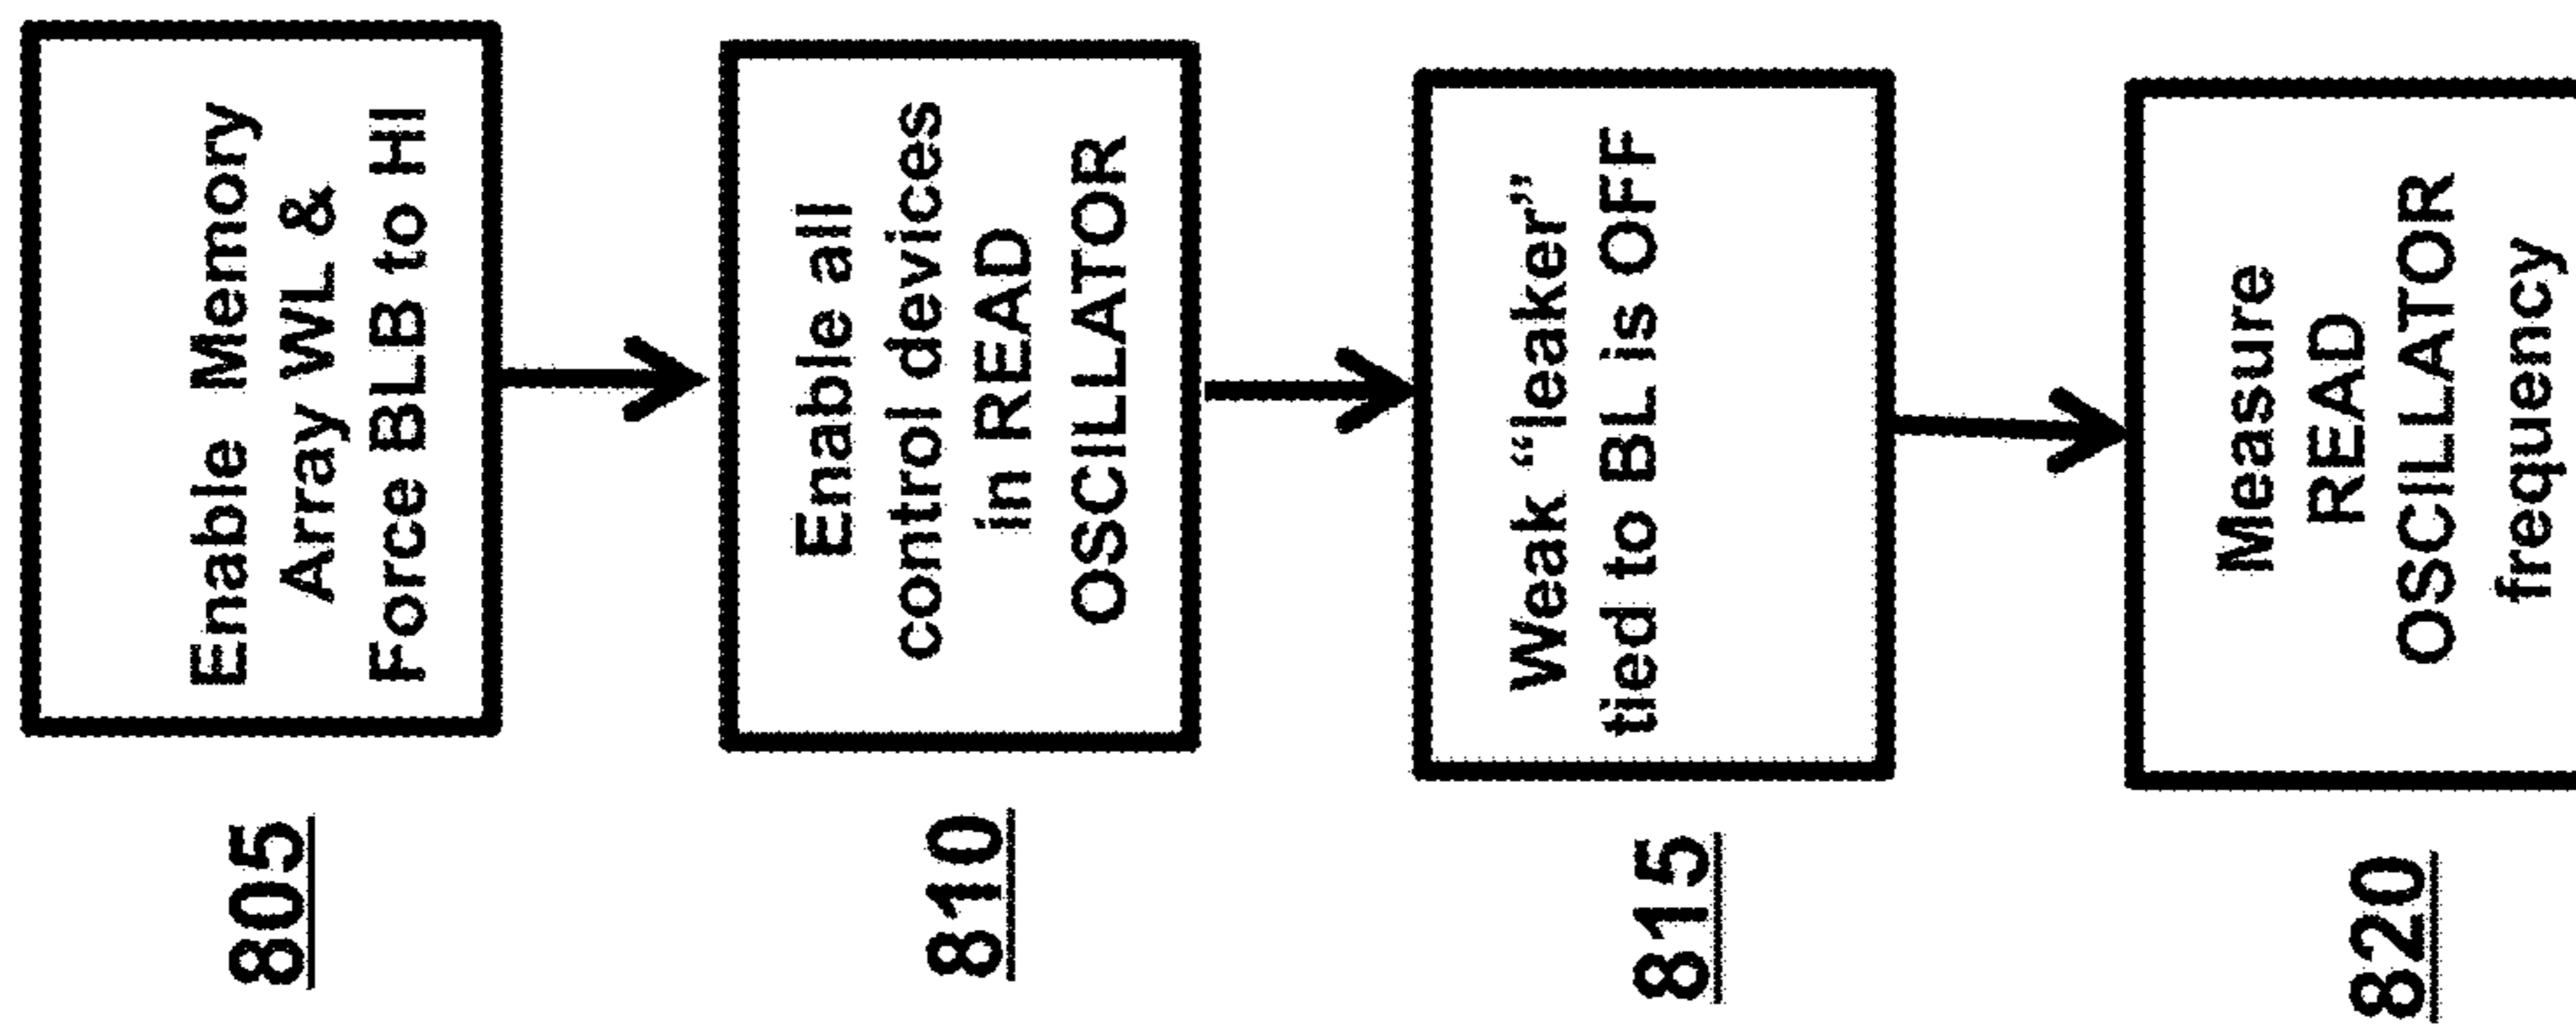 805
Enable Memory
Array WL &
Force BLB to HI
810
Enable all
control devices
in READ
OSCILLATOR
815
Weak “leaker”
tied to BL is OFF
820
Measure
READ
OSCILLATOR
frequency